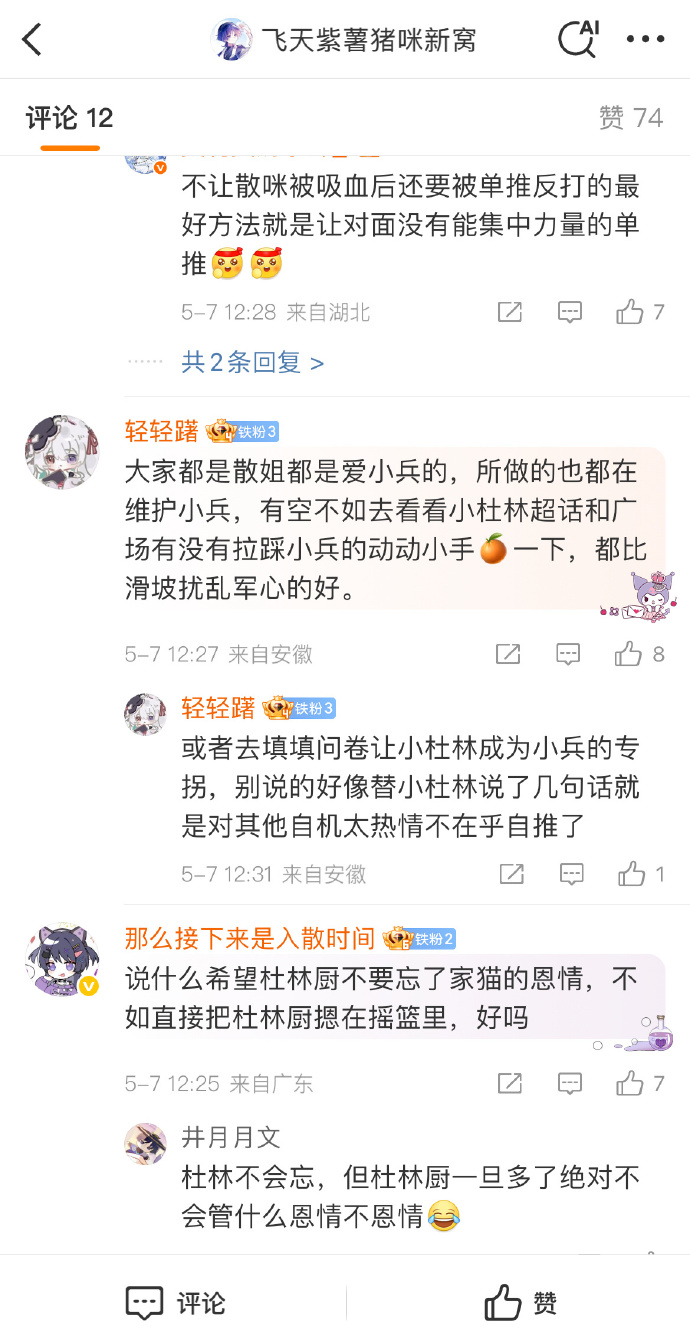 飞天紫薯猪咪新窝
AI
评论 12
赞 74
不让散咪被吸血后还要被单推反打的最
好方法就是让对面没有能集中力量的单
推
5-7 12:28 来自湖北
7
共2条回复 >
轻轻躇 铁粉3
大家都是散姐都是爱小兵的，所做的也都在
维护小兵，有空不如去看看小杜林超话和广
场有没有拉踩小兵的动动小手🍊一下，都比
滑坡扰乱军心的好。
5-7 12:27 来自安徽
8
轻轻躇 铁粉3
或者去填填问卷让小杜林成为小兵的专
拐，别说的好像替小杜林说了几句话就
是对其他自机太热情不在乎自推了
5-7 12:31 来自安徽
1
那么接下来是入散时间 铁粉2
说什么希望杜林厨不要忘了家猫的恩情，不
如直接把杜林厨摁在摇篮里，好吗
5-7 12:25 来自广东
7
井月月文
杜林不会忘，但杜林厨一旦多了绝对不
会管什么恩情不恩情😂
评论
赞